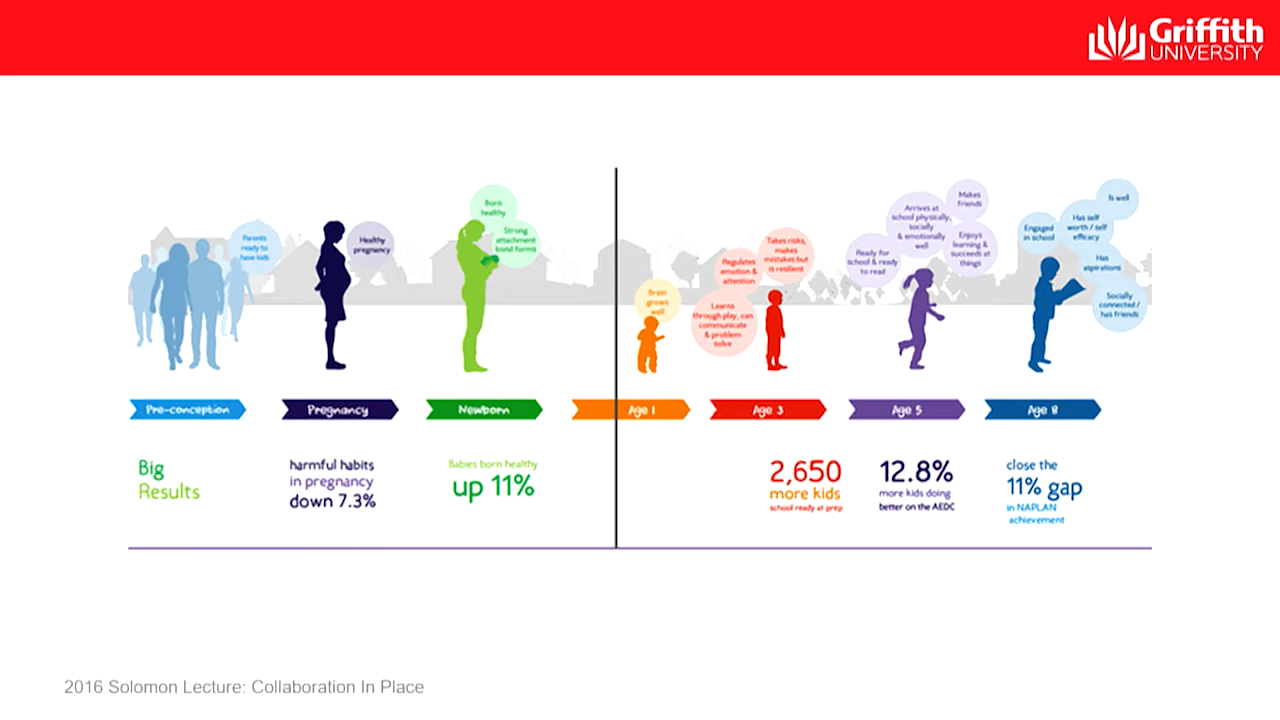 Griffith
UNIVERSITY
Parents
ready to
have kids
Healthy
pregnancy
Born
healthy
Strong
attachment
bond forms
Brain
grows
well
Learns
through play, can
communicate
& problem
solve
Regulates
emotion &
attention
Takes risks,
makes
mistakes but
is resilient
Ready for
school & ready
to read
Arrives at
school physically,
socially
& emotionally
well
Makes
friends
Enjoys
learning &
succeeds at
things
Engaged
in school
Has self
worth / self
efficacy
Is well
Has
aspirations
Socially
connected /
has friends
Pre-conception
Pregnancy
Newborn
Age 1
Age 3
Age 5
Age 8
Big
Results
harmful habits
in pregnancy
down 7.3%
Babies born healthy
up 11%
2,650
more kids
school ready at prep
12.8%
more kids doing
better on the AEDC
close the
11% gap
in NAPLAN
achievement
2016 Solomon Lecture: Collaboration In Place